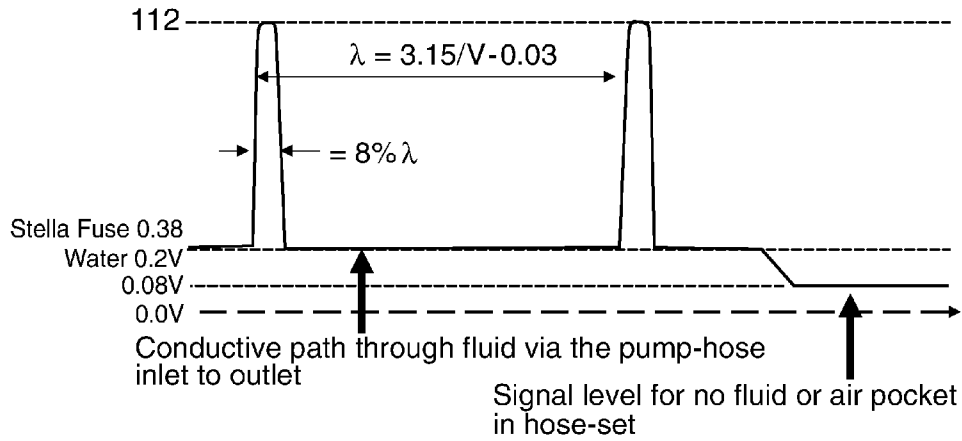 112
λ = 3.15/V-0.03
= 8% λ
Stella Fuse 0.38
Water 0.2V
0.08V
0.0V
Conductive path through fluid via the pump-hose
inlet to outlet
Signal level for no fluid or air pocket
in hose-set